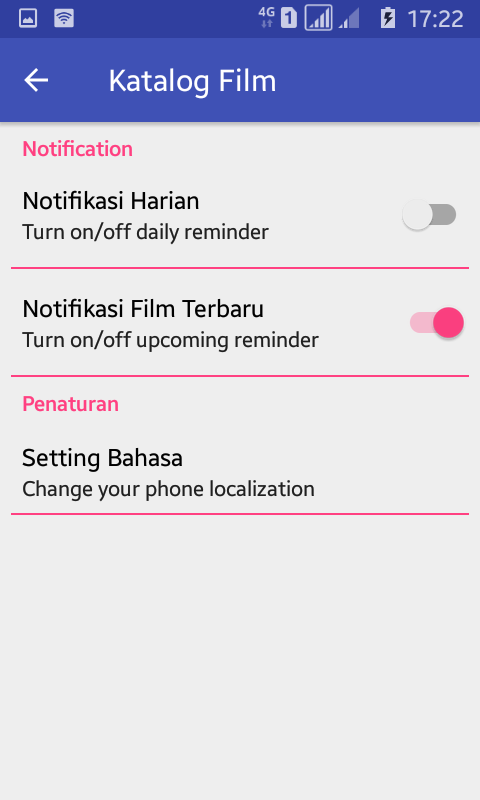 4G 1 17:22
Katalog Film
Notification
Notifikasi Harian
Turn on/off daily reminder
Notifikasi Film Terbaru
Turn on/off upcoming reminder
Penaturan
Setting Bahasa
Change your phone localization